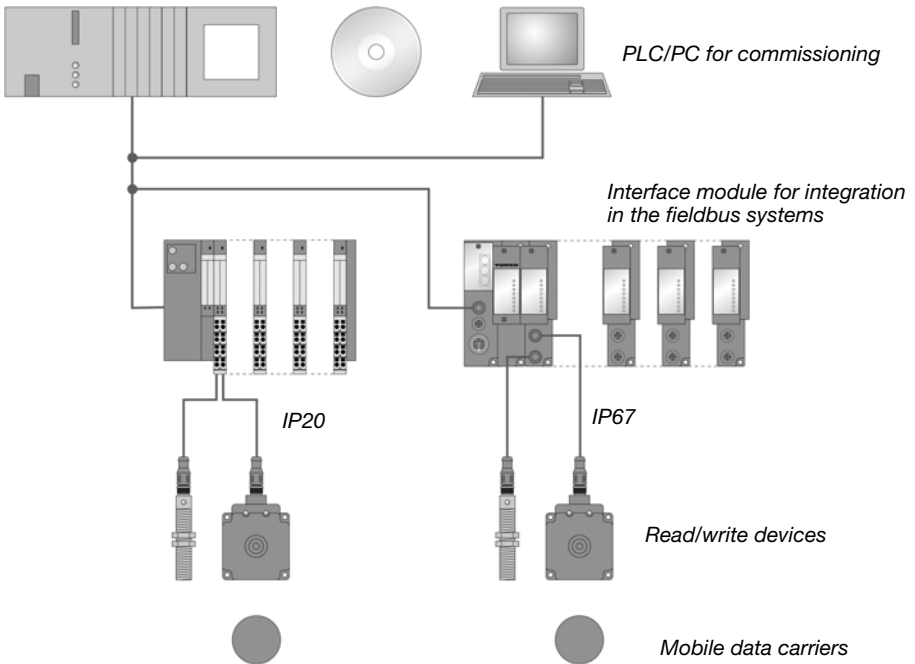 PLC/PC for commissioning
Interface module for integration
in the fieldbus systems
TURCK
IP20
IP67
Read/write devices
Mobile data carriers